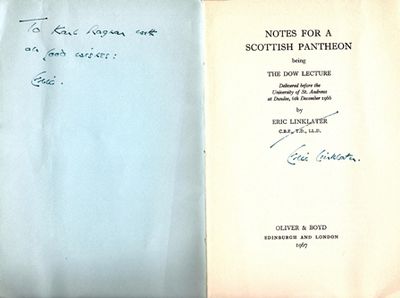 To Karl Ragnar with
all good wishes:
Eric.
NOTES FOR A
SCOTTISH PANTHEON
being
THE DOW LECTURE
Delivered before the
University of St. Andrews
at Dundee, 6th December 1966
by
ERIC LINKLATER
C.B.E., T.D., LL.D.
Eric Linklater.
OLIVER & BOYD
EDINBURGH AND LONDON
1967